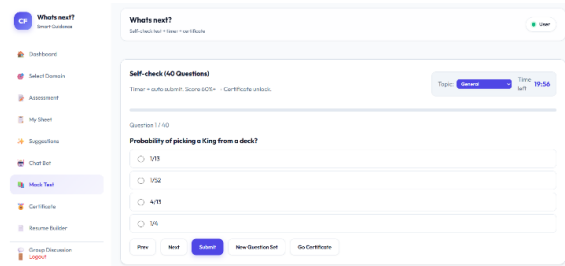 CF
Whats next?
Smart Guidance
Dashboard
Select Domain
Assessment
My Sheet
Suggestions
Chat Bot
Mock Test
Certificate
Resume Builder
Group Discussion
Logout
Whats next?
Self-check test + timer + certificate
User
Self-check (40 Questions)
Timer + auto submit. Score 60%+ → Certificate unlock.
Topic: General
Time left 19:56
Question 1 / 40
Probability of picking a King from a deck?
1/13
1/52
4/13
1/4
Prev Next Submit New Question Set Go Certificate